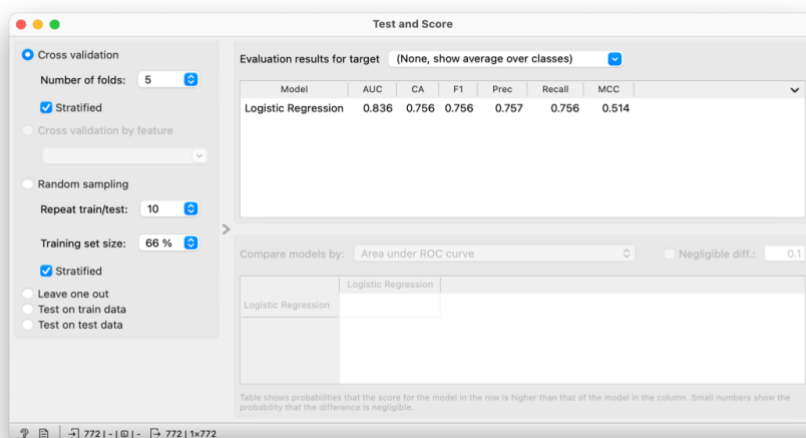 Test and Score
Cross validation
Number of folds: 5
Stratified
Cross validation by feature
Random sampling
Repeat train/test: 10
Training set size: 66 %
Stratified
Leave one out
Test on train data
Test on test data
Evaluation results for target (None, show average over classes)
Model AUC CA F1 Prec Recall MCC
Logistic Regression 0.836 0.756 0.756 0.757 0.756 0.514
Compare models by: Area under ROC curve Negligible diff.: 0.1
Logistic Regression
Logistic Regression
Table shows probabilities that the score for the model in the row is higher than that of the model in the column. Small numbers show the
probability that the difference is negligible.
? 772 | - | - 772 | 1×772